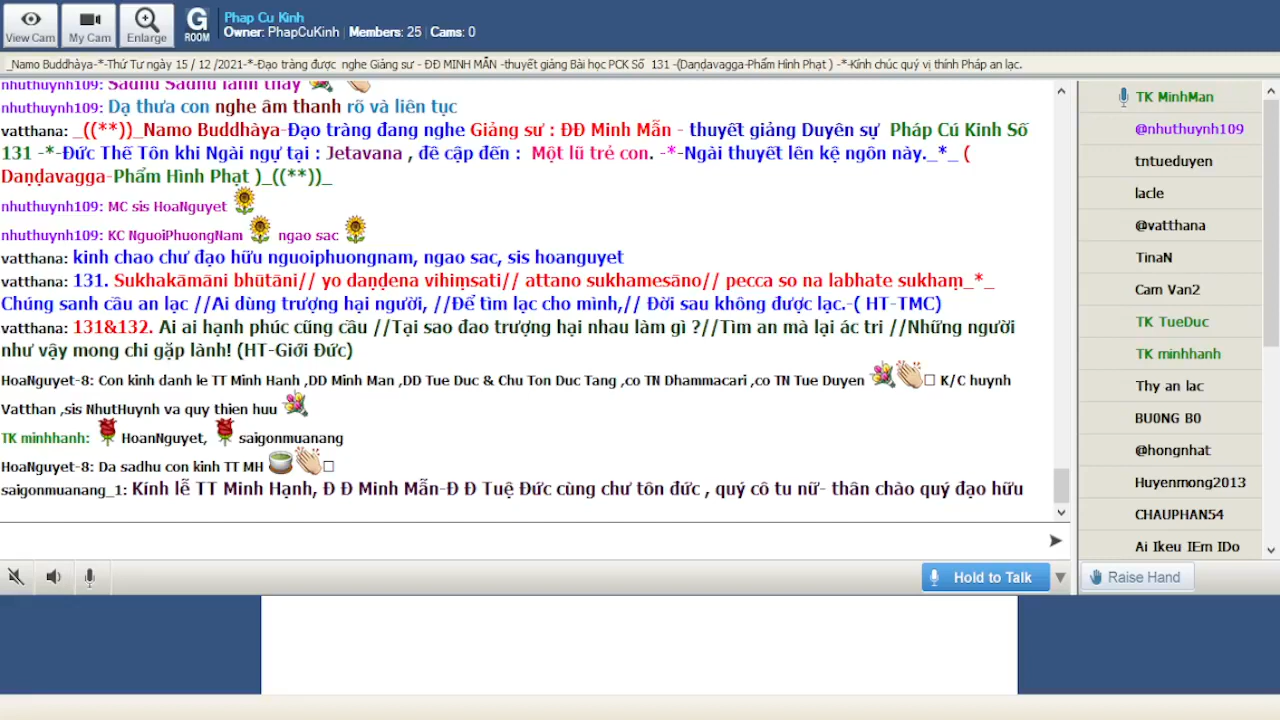 Phap Cu Kinh
Owner: PhapCuKinh | Members: 25 | Cams: 0
View Cam
My Cam
Enlarge
G
ROOM
_Namo Buddhàya-*-Thứ Tư ngày 15 / 12 /2021-*-Đạo tràng được nghe Giảng sư - ĐĐ MINH MẪN -thuyết giảng Bài học PCK Số 131 -(Daṇḍavagga-Phẩm Hình Phạt ) -*-Kính chúc quý vị thính Pháp an lạc.
nhuthuynh109: Sadhu Sadhu lành thay
nhuthuynh109: Dạ thưa con nghe âm thanh rõ và liên tục
vatthana: _((**))_Namo Buddhàya-Đạo tràng đang nghe Giảng sư : ĐĐ Minh Mẫn - thuyết giảng Duyên sự Pháp Cú Kinh Số
131 -*-Đức Thế Tôn khi Ngài ngự tại : Jetavana , đề cập đến : Một lũ trẻ con. -*-Ngài thuyết lên kệ ngôn này._*_ (
Daṇḍavagga-Phẩm Hình Phạt )_((**))_
nhuthuynh109: MC sis HoaNguyet
nhuthuynh109: KC NguoiPhuongNam ngao sac
vatthana: kinh chao chư đạo hữu nguoiphuongnam, ngao sac, sis hoanguyet
vatthana: 131. Sukhakāmāni bhūtāni// yo daṇḍena vihiṃsati// attano sukhamesāno// pecca so na labhate sukhaṃ_*_
Chúng sanh cầu an lạc //Ai dùng trượng hại người, //Để tìm lạc cho mình,// Đời sau không được lạc.-( HT-TMC)
vatthana: 131&132. Ai ai hạnh phúc cũng cầu //Tại sao đao trượng hại nhau làm gì ?//Tìm an mà lại ác tri //Những người
như vậy mong chi gặp lành! (HT-Giới Đức)
HoaNguyet-8: Con kinh danh le TT Minh Hanh ,DD Minh Man ,DD Tue Duc & Chu Ton Duc Tang ,co TN Dhammacari ,co TN Tue Duyen K/C huynh
Vatthan ,sis NhutHuynh va quy thien huu
TK minhhanh: HoanNguyet, saigonmuanang
HoaNguyet-8: Da sadhu con kinh TT MH
saigonmuanang_1: Kính lễ TT Minh Hạnh, Đ Đ Minh Mẫn-Đ Đ Tuệ Đức cùng chư tôn đức , quý cô tu nữ- thân chào quý đạo hữu
TK MinhMan
@nhuthuynh109
tntueduyen
lacle
@vatthana
TinaN
Cam Van2
TK TueDuc
TK minhhanh
Thy an lac
BUONG BO
@hongnhat
Huyenmong2013
CHAUPHAN54
Ai Ikeu IEm IDo
Hold to Talk
Raise Hand